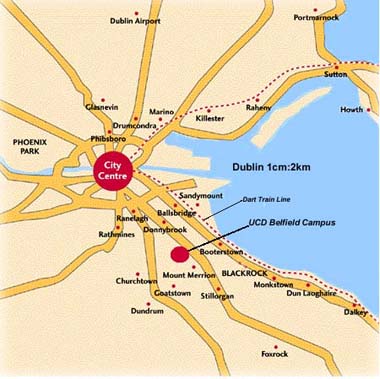 Dublin Airport
Portmarnock
Sutton
Howth
Glasnevin
Marino
Raheny
Drumcondra
Killester
Phibsboro
PHOENIX
PARK
City
Centre
Dublin 1cm:2km
Sandymount
Dart Train Line
Ballsbridge
Ranelagh
UCD Belfield Campus
Donnybrook
Rathmines
Booterstown
Mount Merrion
BLACKROCK
Churchtown
Monkstown
Goatstown
Stillorgan
Dun Laoghaire
Dundrum
Dalkey
Foxrock